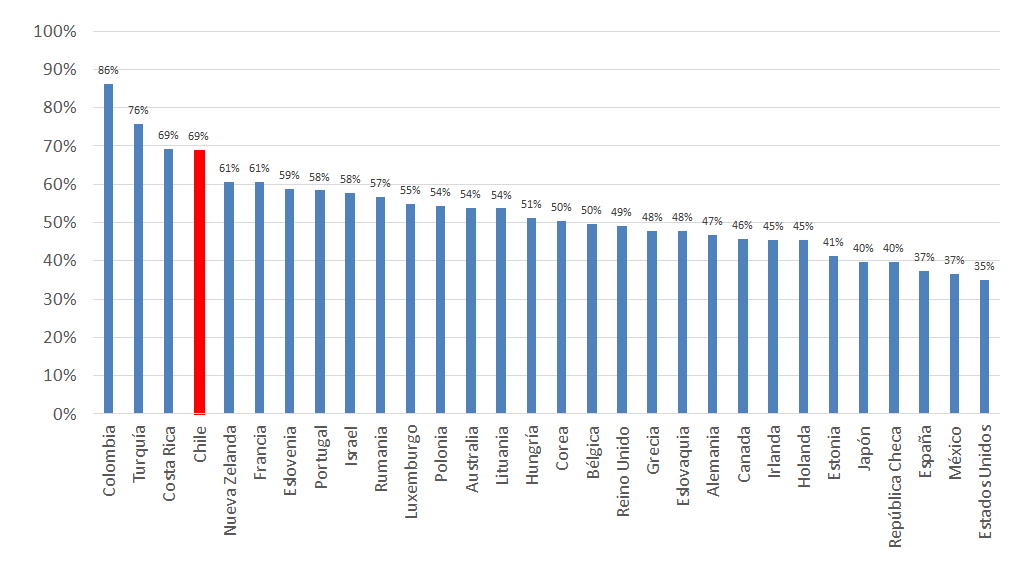 100%
90%
80%
70%
60%
50%
40%
30%
20%
10%
0%
86%
76%
69%
69%
61%
61%
59%
58%
58%
57%
55%
54%
54%
54%
51%
50%
50%
49%
48%
48%
47%
46%
45%
45%
41%
40%
40%
37%
37%
35%
Colombia
Turquía
Costa Rica
Chile
Nueva Zelanda
Francia
Eslovenia
Portugal
Israel
Rumania
Luxemburgo
Polonia
Australia
Lituania
Hungría
Corea
Bélgica
Reino Unido
Grecia
Eslovaquia
Alemania
Canada
Irlanda
Holanda
Estonia
Japón
República Checa
España
México
Estados Unidos